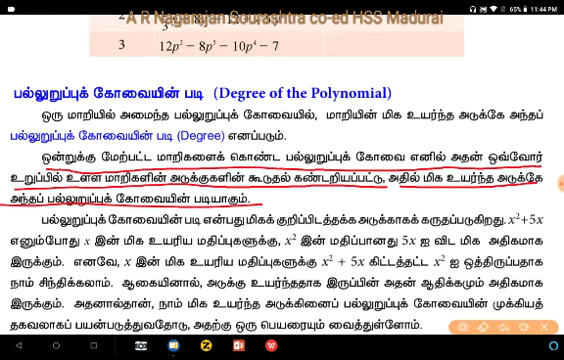 65% 11:44 PM
2
A R Nagarajan Sourashtra co-ed HSS Madurai
3 12p² − 8p⁵ − 10p⁴ − 7
பல்லுறுப்புக் கோவையின் படி (Degree of the Polynomial)
ஒரு மாறியில் அமைந்த பல்லுறுப்புக் கோவையில், மாறியின் மிக உயர்ந்த அடுக்கே அந்தப்
பல்லுறுப்புக் கோவையின் படி (Degree) எனப்படும்.
ஒன்றுக்கு மேற்பட்ட மாறிகளைக் கொண்ட பல்லுறுப்புக் கோவை எனில் அதன் ஒவ்வோர்
உறுப்பில் உள்ள மாறிகளின் அடுக்குகளின் கூடுதல் கண்டறியப்பட்டு, அதில் மிக உயர்ந்த அடுக்கே
அந்தப் பல்லுறுப்புக் கோவையின் படியாகும்.
பல்லுறுப்புக் கோவையின் படி என்பது மிகக் குறிப்பிடத்தக்க அடுக்காகக் கருதப்படுகிறது. x²+5x
எனும்போது x இன் மிக உயரிய மதிப்புகளுக்கு, x² இன் மதிப்பானது 5x ஐ விட மிக அதிகமாக
இருக்கும். எனவே, x இன் மிக உயரிய மதிப்புகளுக்கு x² + 5x கிட்டத்தட்ட x² ஐ ஒத்திருப்பதாக
நாம் சிந்திக்கலாம். ஆகையினால், அடுக்கு உயர்ந்ததாக இருப்பின் அதன் ஆதிக்கமும் அதிகமாக
இருக்கும். அதனால்தான், நாம் மிக உயர்ந்த அடுக்கினைப் பல்லுறுப்புக் கோவையின் முக்கியத்
தகவலாகப் பயன்படுத்துவதோடு, அதற்கு ஒரு பெயரையும் வைத்துள்ளோம்.